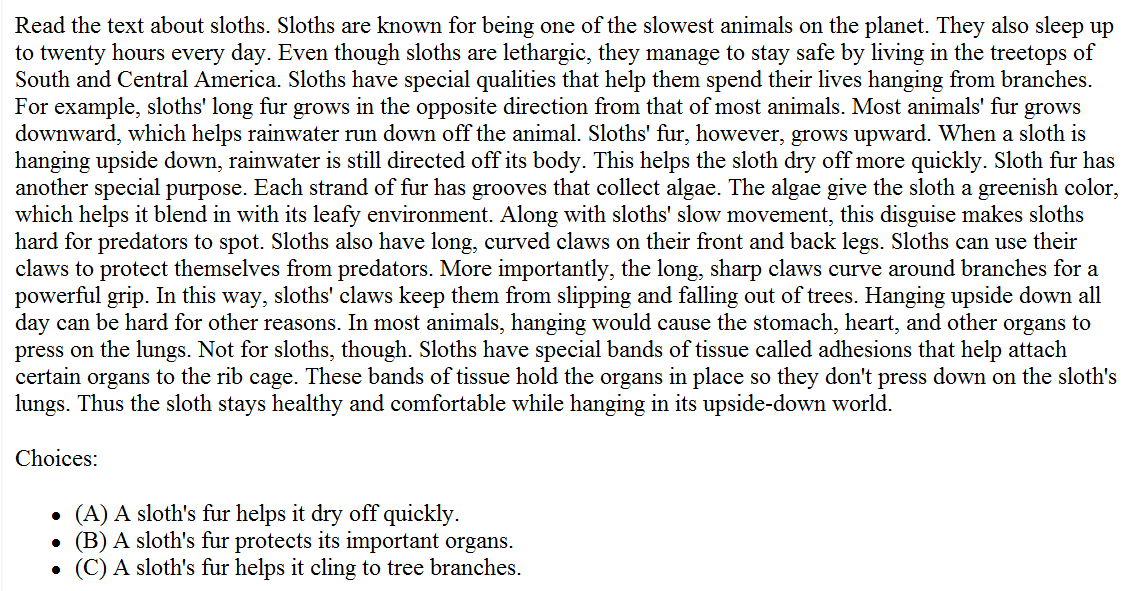 Read the text about sloths. Sloths are known for being one of the slowest animals on the planet. They also sleep up
to twenty hours every day. Even though sloths are lethargic, they manage to stay safe by living in the treetops of
South and Central America. Sloths have special qualities that help them spend their lives hanging from branches.
For example, sloths' long fur grows in the opposite direction from that of most animals. Most animals' fur grows
downward, which helps rainwater run down off the animal. Sloths' fur, however, grows upward. When a sloth is
hanging upside down, rainwater is still directed off its body. This helps the sloth dry off more quickly. Sloth fur has
another special purpose. Each strand of fur has grooves that collect algae. The algae give the sloth a greenish color,
which helps it blend in with its leafy environment. Along with sloths' slow movement, this disguise makes sloths
hard for predators to spot. Sloths also have long, curved claws on their front and back legs. Sloths can use their
claws to protect themselves from predators. More importantly, the long, sharp claws curve around branches for a
powerful grip. In this way, sloths' claws keep them from slipping and falling out of trees. Hanging upside down all
day can be hard for other reasons. In most animals, hanging would cause the stomach, heart, and other organs to
press on the lungs. Not for sloths, though. Sloths have special bands of tissue called adhesions that help attach
certain organs to the rib cage. These bands of tissue hold the organs in place so they don't press down on the sloth's
lungs. Thus the sloth stays healthy and comfortable while hanging in its upside-down world.
Choices:
• (A) A sloth's fur helps it dry off quickly.
• (B) A sloth's fur protects its important organs.
• (C) A sloth's fur helps it cling to tree branches.